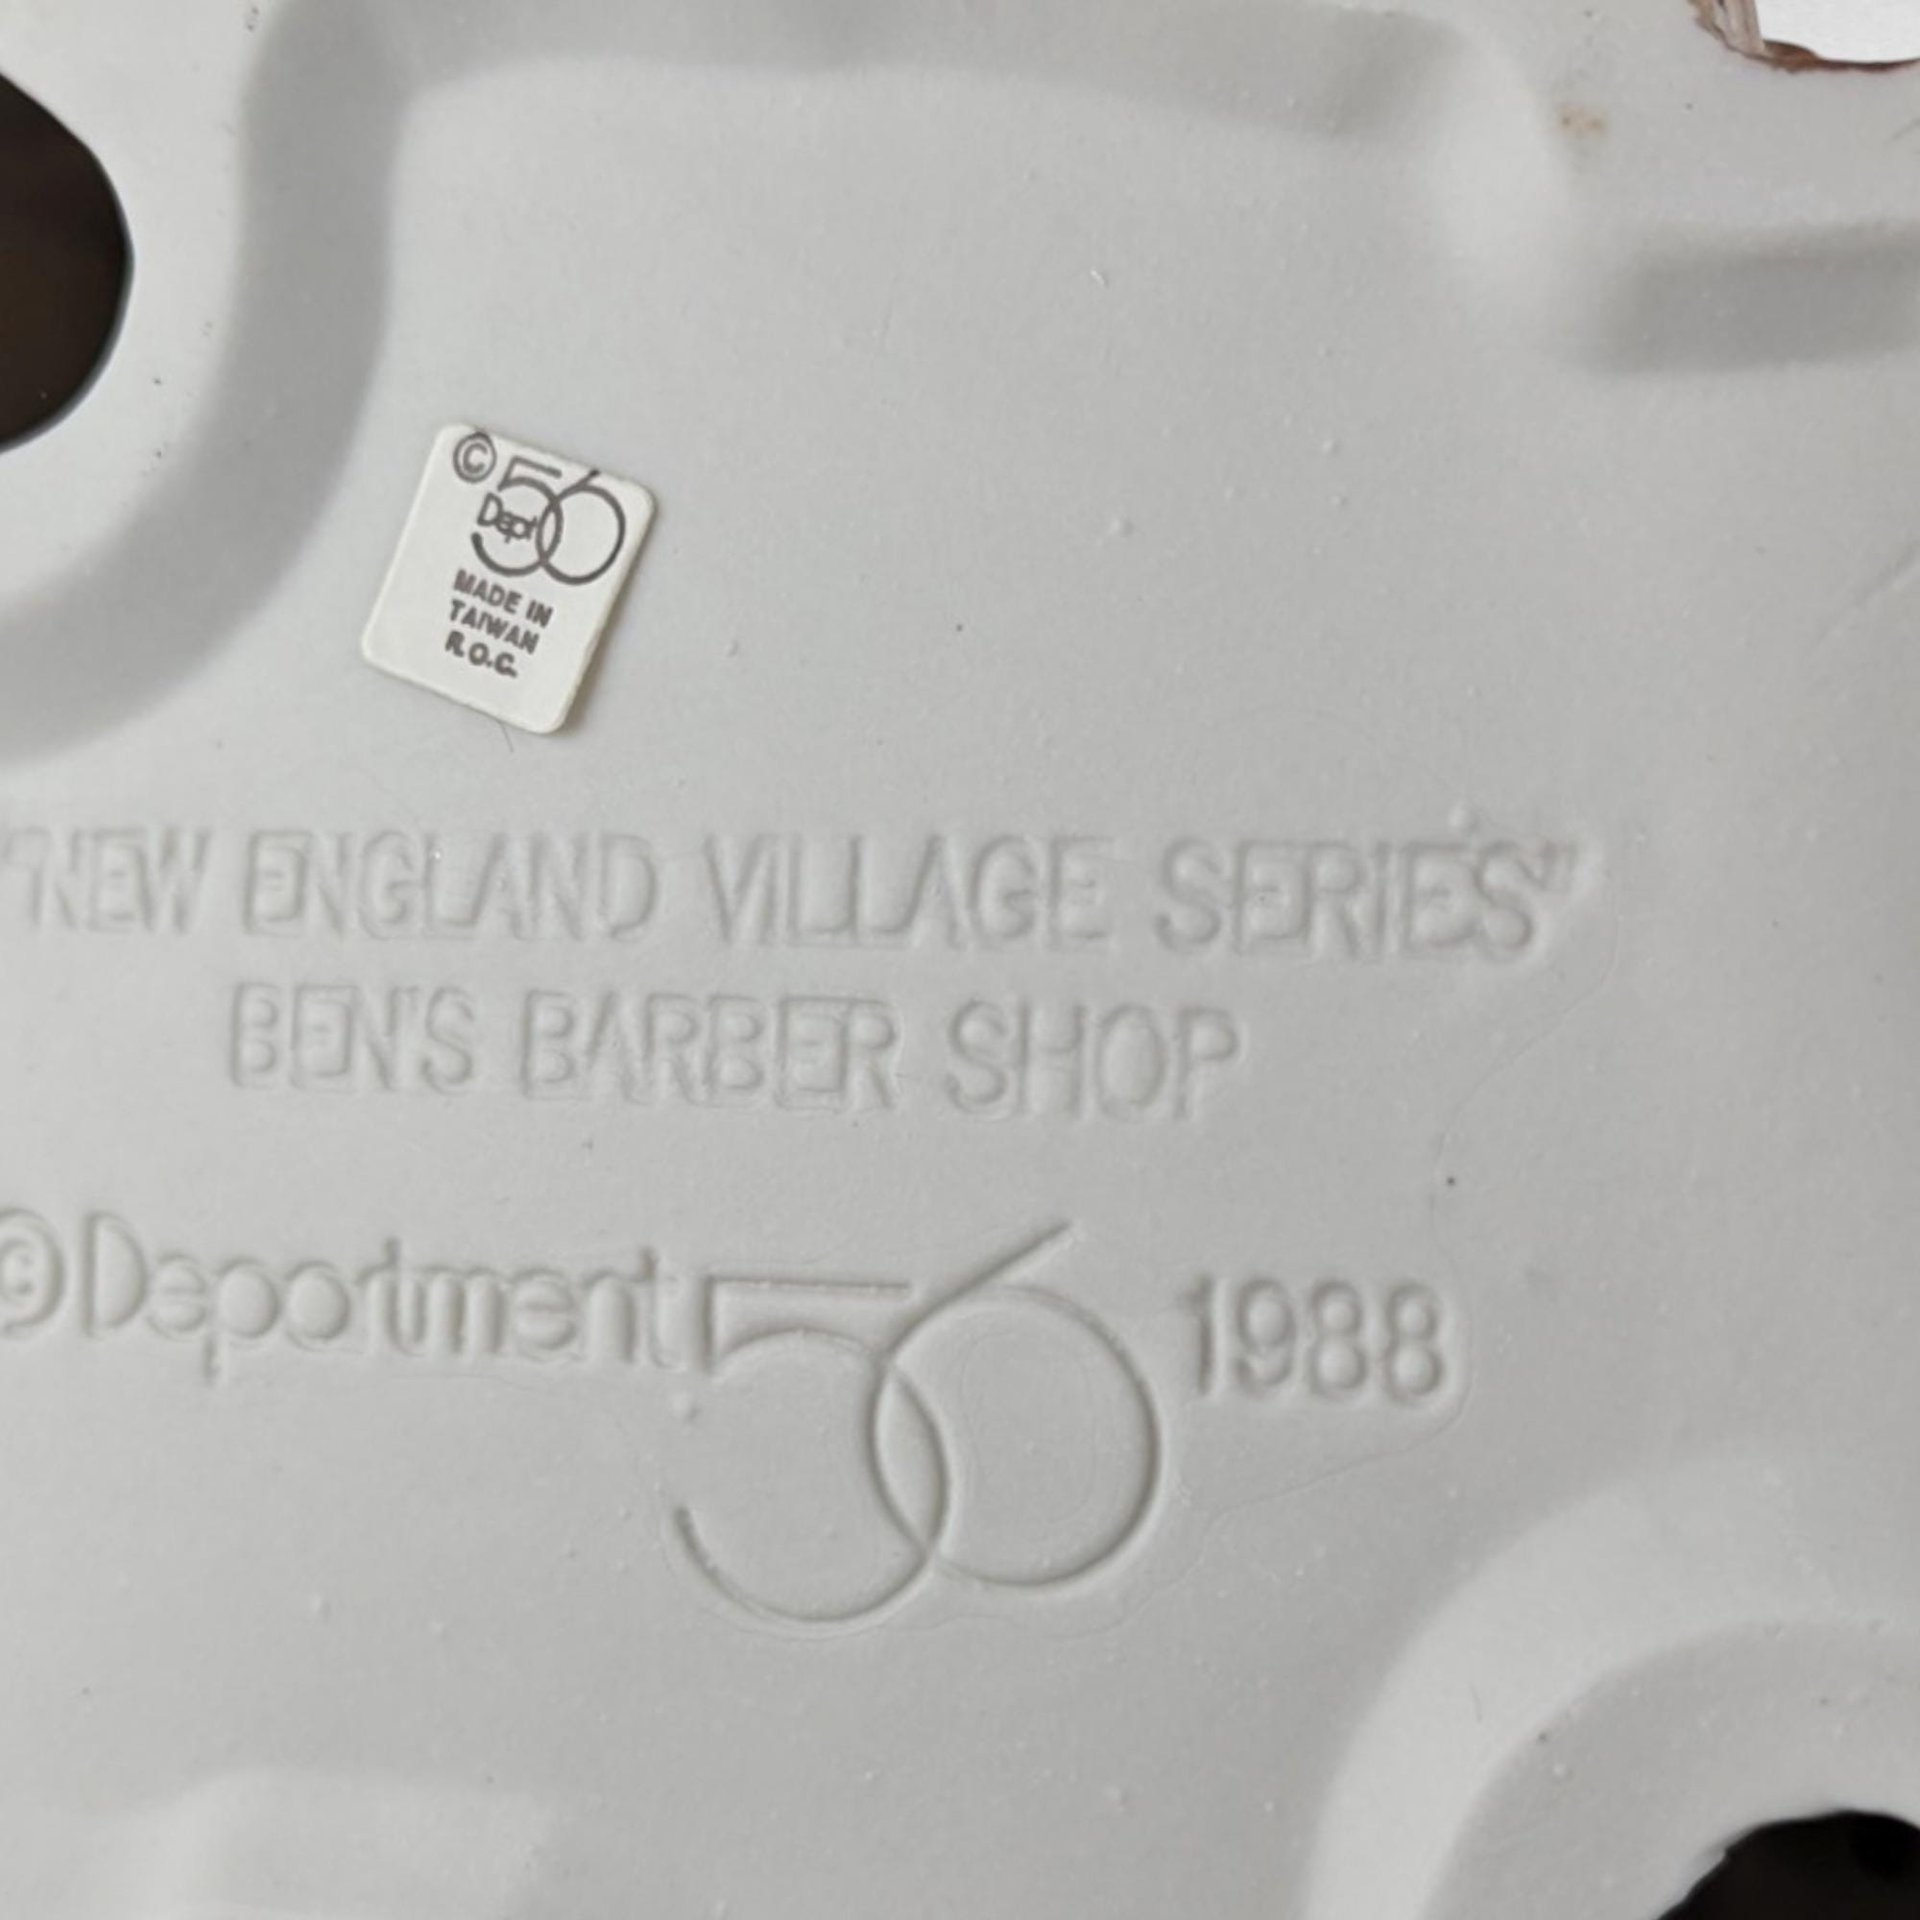 © Dept 56
MADE IN
TAIWAN
R.O.C.
"NEW ENGLAND VILLAGE SERIES"
BEN'S BARBER SHOP
©Department 56 1988